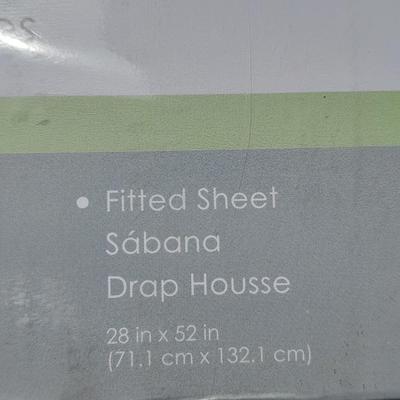 • Fitted Sheet
Sábana
Drap Housse
28 in x 52 in
(71.1 cm x 132.1 cm)